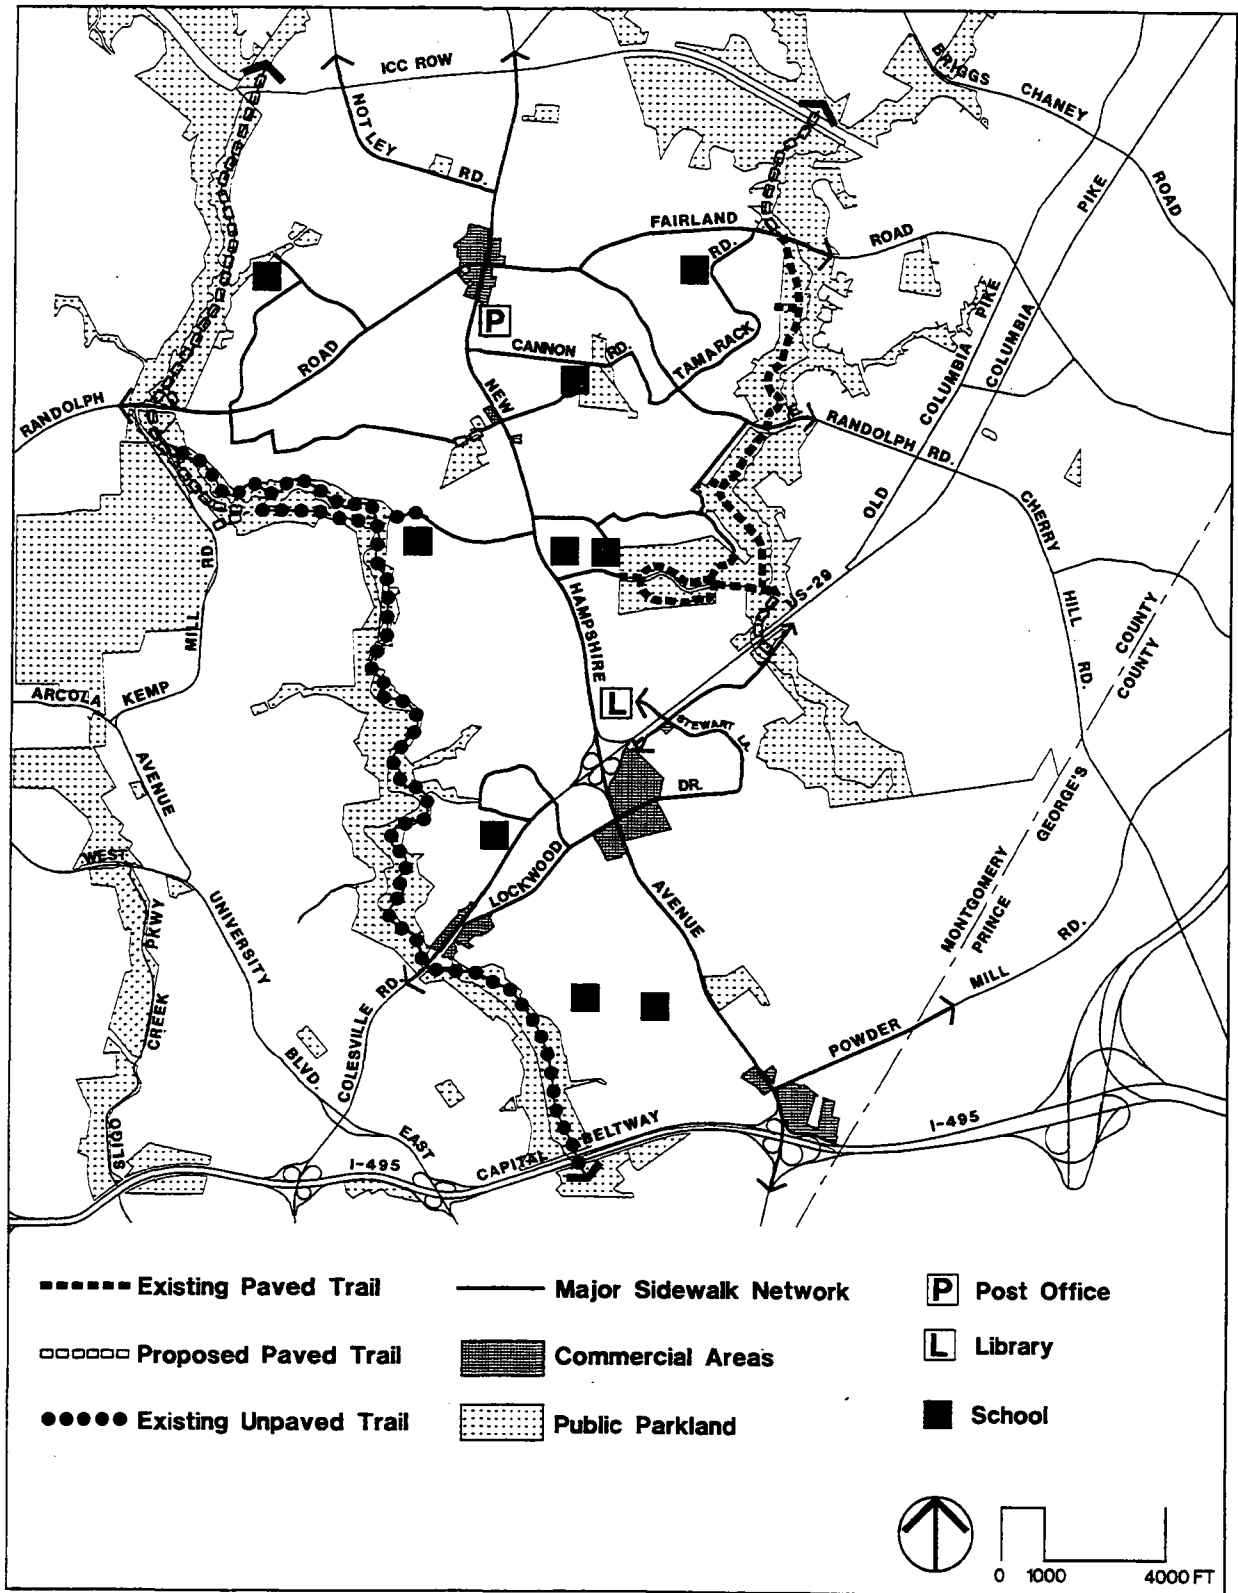 ICC ROW
BRIGGS
CHANEY
ROAD
NOTLEY
RD.
PIKE
FAIRLAND
ROAD
RD.
P
CANNON RD.
TAMARACK
ROAD
COLUMBIA
PIKE
COLUMBIA
OLD
RANDOLPH
NEW
RANDOLPH RD.
CHERRY
HILL
RD.
RD
MILL
KEMP
ARCOLA
AVENUE
HAMPSHIRE
US-29
L
STEWART LA.
DR.
LOCKWOOD
COUNTY
COUNTY
GEORGE'S
MONTGOMERY
PRINCE
WEST
UNIVERSITY
BLVD.
EAST
PKWY
CREEK
SLIGO
COLESVILLE RD.
AVENUE
POWDER
MILL
RD.
I-495
CAPITAL
BELTWAY
I-495
Existing Paved Trail
Major Sidewalk Network
P Post Office
Proposed Paved Trail
Commercial Areas
L Library
Existing Unpaved Trail
Public Parkland
School
0 1000 4000 FT